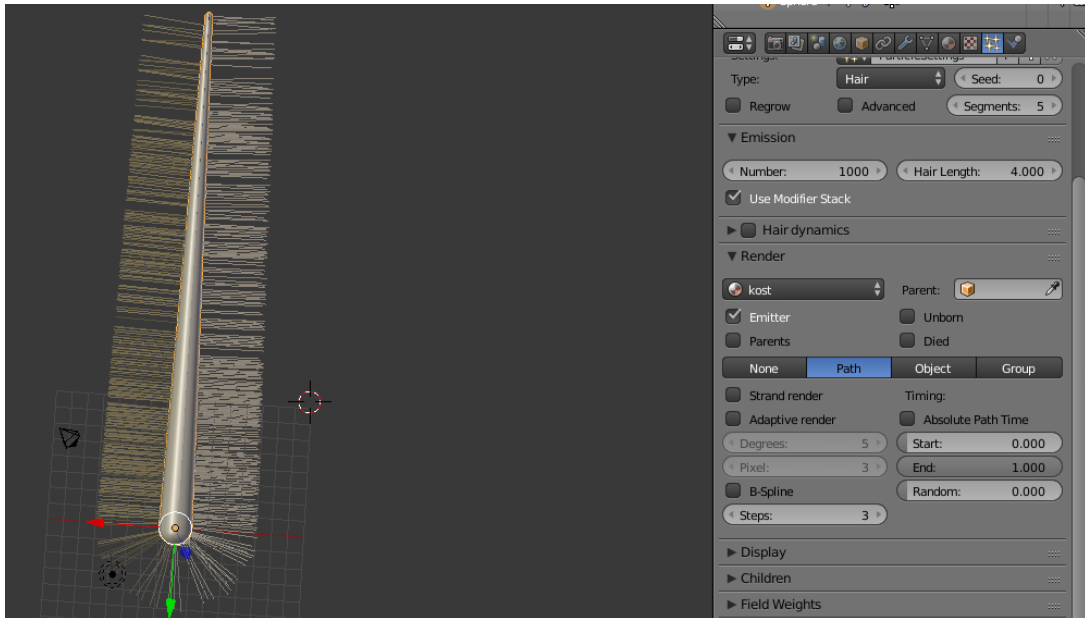 Sphere
Settings: ParticleSettings F
Type: Hair Seed: 0
Regrow Advanced Segments: 5
Emission
Number: 1000 Hair Length: 4.000
Use Modifier Stack
Hair dynamics
Render
kost Parent:
Emitter Unborn
Parents Died
None Path Object Group
Strand render Timing:
Adaptive render Absolute Path Time
Degrees: 5 Start: 0.000
Pixel: 3 End: 1.000
B-Spline Random: 0.000
Steps: 3
Display
Children
Field Weights